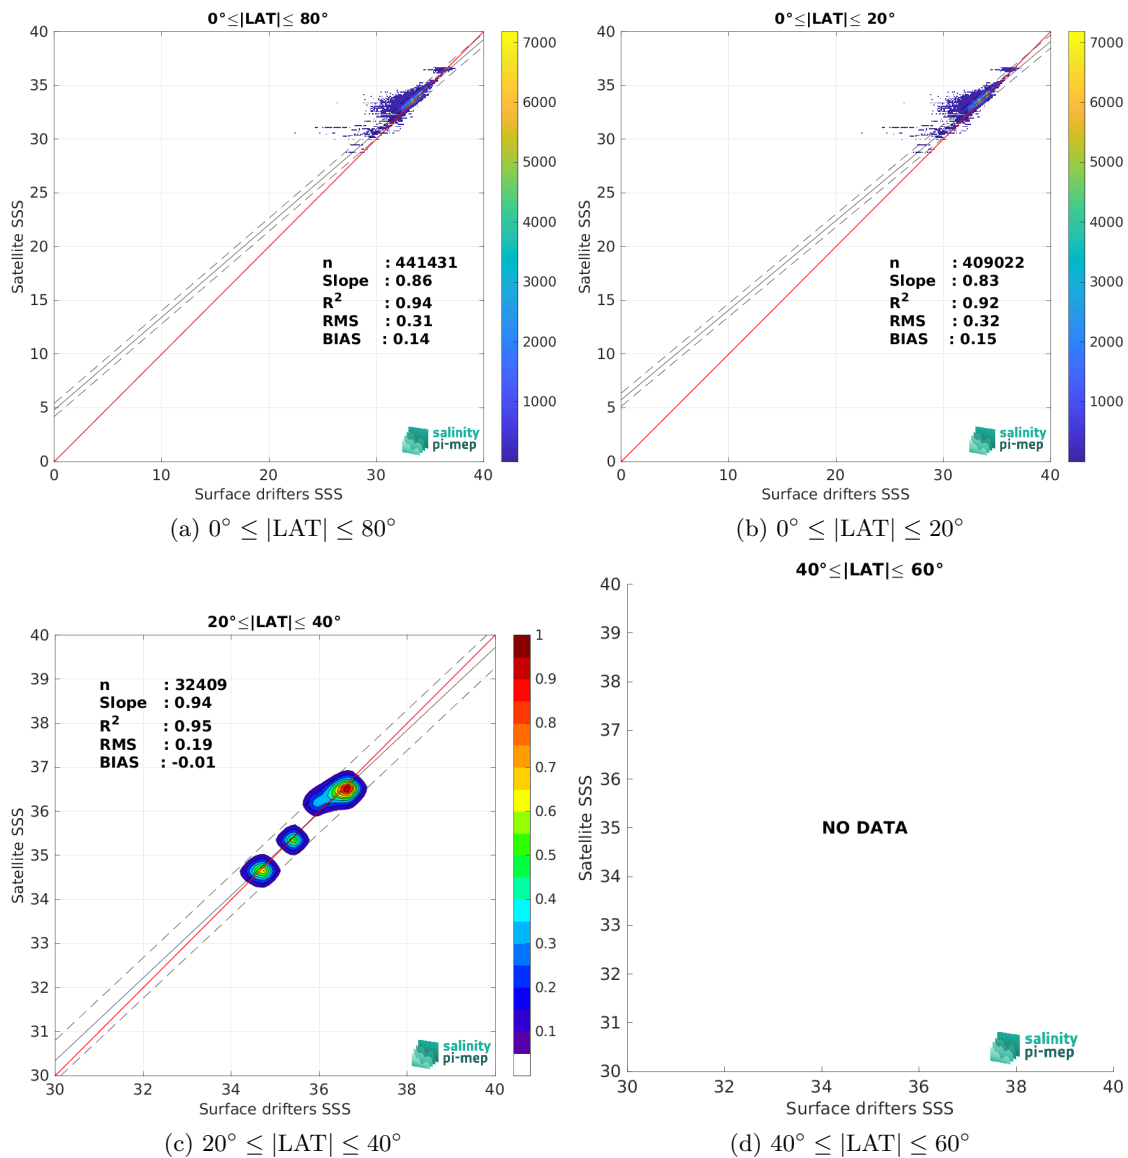 0°≤|LAT|≤ 80°
40
35
30
25
20
15
10
5
0
Satellite SSS
n : 441431
Slope : 0.86
R² : 0.94
RMS : 0.31
BIAS : 0.14
salinity
pi-mep
0 10 20 30 40
Surface drifters SSS
7000
6000
5000
4000
3000
2000
1000
(a) 0° ≤ |LAT| ≤ 80°
0°≤|LAT|≤ 20°
40
35
30
25
20
15
10
5
0
Satellite SSS
n : 409022
Slope : 0.83
R² : 0.92
RMS : 0.32
BIAS : 0.15
salinity
pi-mep
0 10 20 30 40
Surface drifters SSS
7000
6000
5000
4000
3000
2000
1000
(b) 0° ≤ |LAT| ≤ 20°
20°≤|LAT|≤ 40°
40
39
38
37
36
35
34
33
32
31
30
Satellite SSS
n : 32409
Slope : 0.94
R² : 0.95
RMS : 0.19
BIAS : -0.01
salinity
pi-mep
30 32 34 36 38 40
Surface drifters SSS
1
0.9
0.8
0.7
0.6
0.5
0.4
0.3
0.2
0.1
(c) 20° ≤ |LAT| ≤ 40°
40°≤|LAT|≤ 60°
40
39
38
37
36
35
34
33
32
31
30
Satellite SSS
NO DATA
salinity
pi-mep
30 32 34 36 38 40
Surface drifters SSS
(d) 40° ≤ |LAT| ≤ 60°